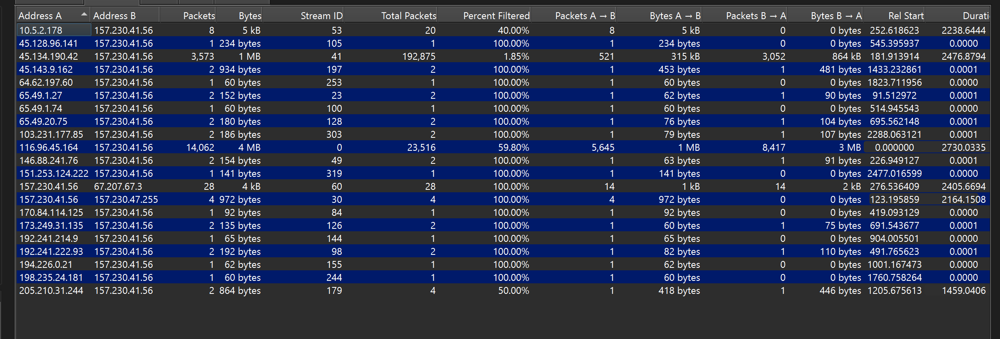 Address A Address B Packets Bytes Stream ID Total Packets Percent Filtered Packets A → B Bytes A → B Packets B → A Bytes B → A Rel Start Durati
10.5.2.178 157.230.41.56 8 5 kB 53 20 40.00% 8 5 kB 0 0 bytes 252.618623 2238.6444
45.128.96.141 157.230.41.56 1 234 bytes 105 1 100.00% 1 234 bytes 0 0 bytes 545.395937 0.0000
45.134.190.42 157.230.41.56 3,573 1 MB 41 192,875 1.85% 521 315 kB 3,052 864 kB 181.913914 2476.8794
45.143.9.162 157.230.41.56 2 934 bytes 197 2 100.00% 1 453 bytes 1 481 bytes 1433.232861 0.0001
64.62.197.60 157.230.41.56 1 60 bytes 253 1 100.00% 1 60 bytes 0 0 bytes 1823.711956 0.0000
65.49.1.27 157.230.41.56 2 152 bytes 23 2 100.00% 1 62 bytes 1 90 bytes 91.512972 0.0001
65.49.1.74 157.230.41.56 1 60 bytes 100 1 100.00% 1 60 bytes 0 0 bytes 514.945543 0.0000
65.49.20.75 157.230.41.56 2 180 bytes 128 2 100.00% 1 76 bytes 1 104 bytes 695.562148 0.0001
103.231.177.85 157.230.41.56 2 186 bytes 303 2 100.00% 1 79 bytes 1 107 bytes 2288.063121 0.0001
116.96.45.164 157.230.41.56 14,062 4 MB 0 23,516 59.80% 5,645 1 MB 8,417 3 MB 0.000000 2730.0335
146.88.241.76 157.230.41.56 2 154 bytes 49 2 100.00% 1 63 bytes 1 91 bytes 226.949127 0.0001
151.253.124.222 157.230.41.56 1 141 bytes 319 1 100.00% 1 141 bytes 0 0 bytes 2477.016599 0.0000
157.230.41.56 67.207.67.3 28 4 kB 60 28 100.00% 14 1 kB 14 2 kB 276.536409 2405.6694
157.230.41.56 157.230.47.255 4 972 bytes 30 4 100.00% 4 972 bytes 0 0 bytes 123.195859 2164.1508
170.84.114.125 157.230.41.56 1 92 bytes 84 1 100.00% 1 92 bytes 0 0 bytes 419.093129 0.0000
173.249.31.135 157.230.41.56 2 135 bytes 126 2 100.00% 1 60 bytes 1 75 bytes 691.543677 0.0001
192.241.214.9 157.230.41.56 1 65 bytes 144 1 100.00% 1 65 bytes 0 0 bytes 904.005501 0.0000
192.241.222.93 157.230.41.56 2 192 bytes 98 2 100.00% 1 82 bytes 1 110 bytes 491.765623 0.0001
194.226.0.21 157.230.41.56 1 62 bytes 155 1 100.00% 1 62 bytes 0 0 bytes 1001.167473 0.0000
198.235.24.181 157.230.41.56 1 60 bytes 244 1 100.00% 1 60 bytes 0 0 bytes 1760.758264 0.0000
205.210.31.244 157.230.41.56 2 864 bytes 179 4 50.00% 1 418 bytes 1 446 bytes 1205.675613 1459.0406